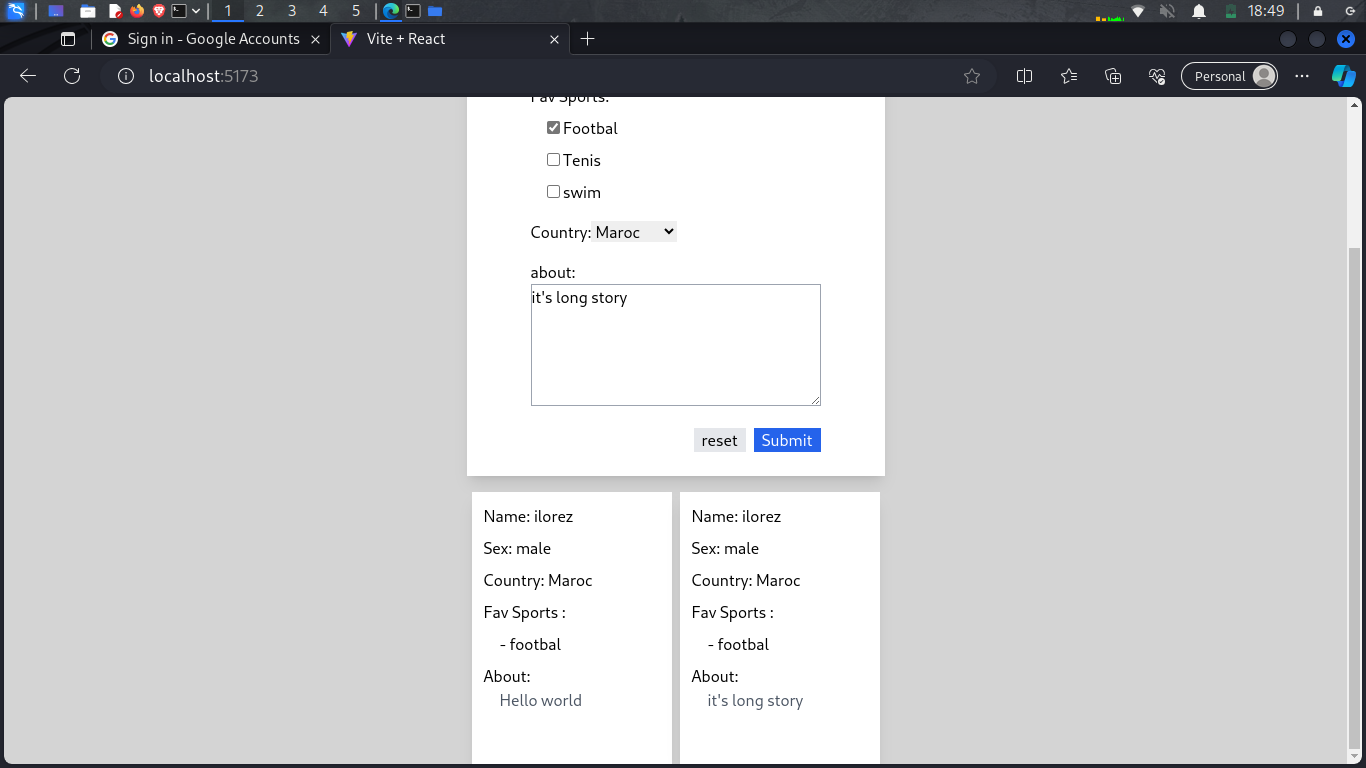 1 2 3 4 5 18:49
Sign in - Google Accounts Vite + React
localhost:5173 Personal
Fav Sports:
Footbal
Tenis
swim
Country: Maroc
about:
it's long story
reset Submit
Name: ilorez
Sex: male
Country: Maroc
Fav Sports :
- footbal
About:
Hello world
Name: ilorez
Sex: male
Country: Maroc
Fav Sports :
- footbal
About:
it's long story